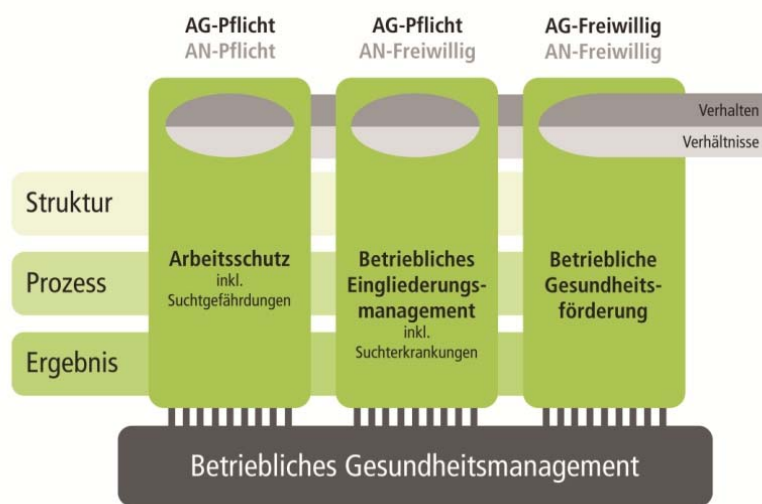 AG-Pflicht
AN-Pflicht
AG-Pflicht
AN-Freiwillig
AG-Freiwillig
AN-Freiwillig
Verhalten
Verhältnisse
Struktur
Prozess
Ergebnis
Arbeitsschutz
inkl.
Suchtgefährdungen
Betriebliches
Eingliederungs-
management
inkl.
Suchterkrankungen
Betriebliche
Gesundheits-
förderung
Betriebliches Gesundheitsmanagement